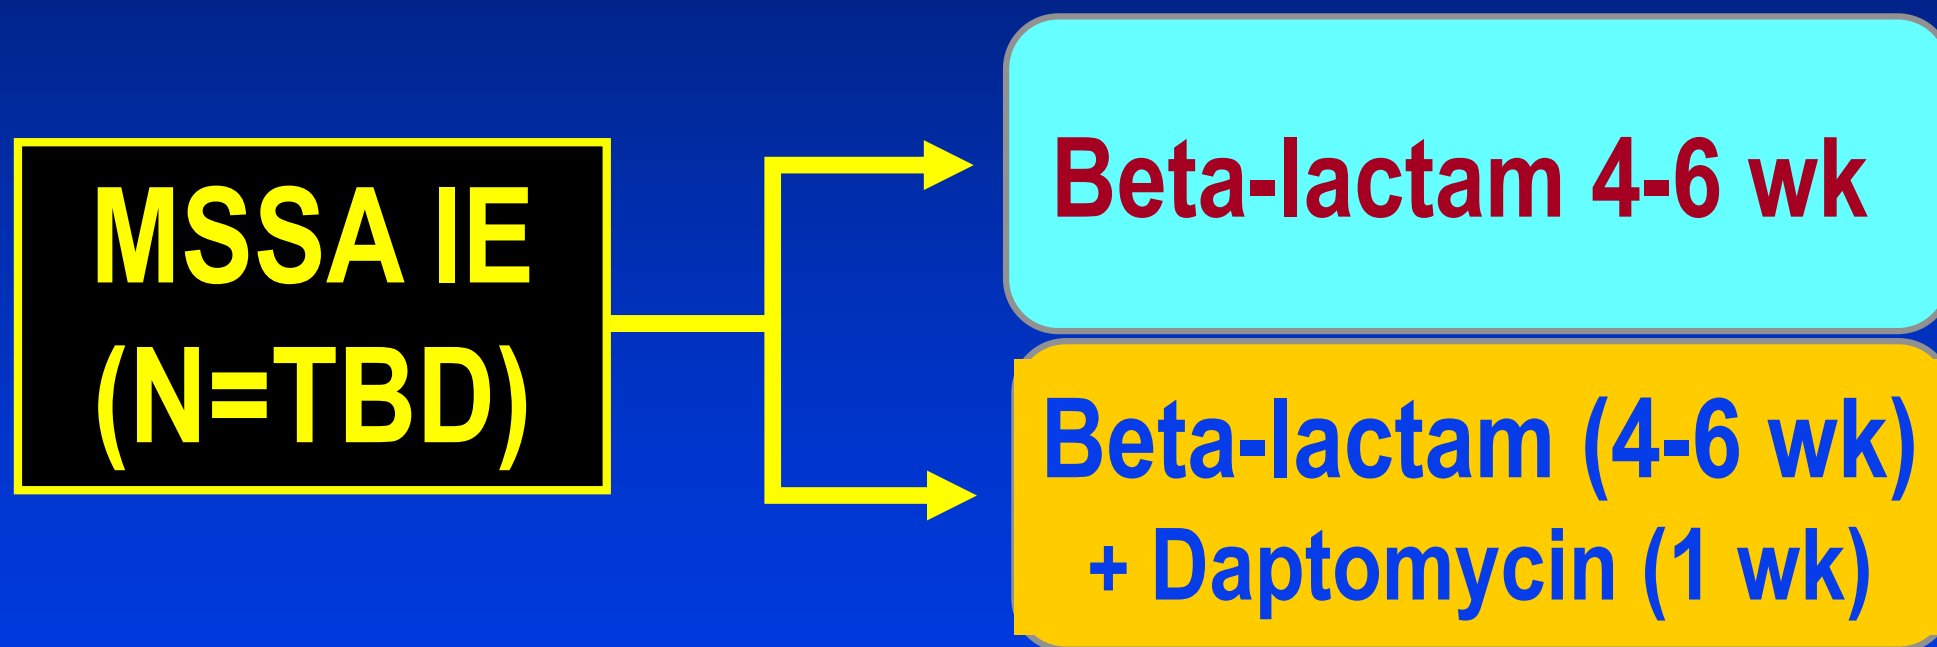 MSSA IE
(N=TBD)
Beta-lactam 4-6 wk
Beta-lactam (4-6 wk)
+ Daptomycin (1 wk)